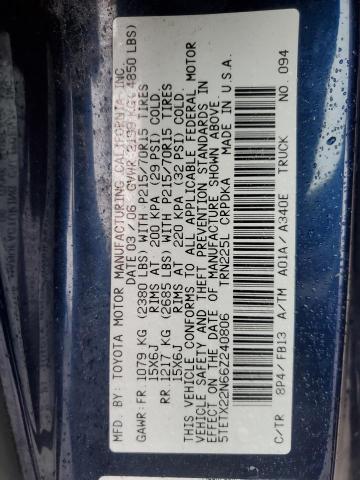 MFD. BY: TOYOTA MOTOR MANUFACTURING CALIFORNIA, INC.
DATE: 03/06 GVWR: 2199 KG (4850 LBS)
GAWR: FR. 1079 KG (2380 LBS) WITH P215/70R15 TIRES
15X6J RIMS AT 200 KPA (29 PSI) COLD.
RR. 1217 KG (2685 LBS) WITH P215/70R15 TIRES
15X6J RIMS AT 220 KPA (32 PSI) COLD.
THIS VEHICLE CONFORMS TO ALL APPLICABLE FEDERAL MOTOR
VEHICLE SAFETY AND THEFT PREVENTION STANDARDS IN
EFFECT ON THE DATE OF MANUFACTURE SHOWN ABOVE.
5TETX22N66Z240806 TRN225L CRPDKA MADE IN U.S.A.
C/TR 8P4/FB13 A/TM A01A/A340E TRUCK NO. 094